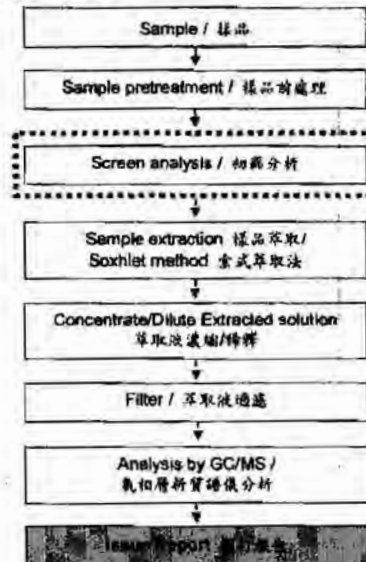 Sample / 樣品
Sample pretreatment / 樣品前處理
Screen analysis / 初篩分析
Sample extraction 樣品萃取/
Soxhlet method 索式萃取法
Concentrate/Dilute Extracted solution
萃取液濃縮/稀釋
Filter / 萃取液過濾
Analysis by GC/MS /
氣相層析質譜儀分析
Issue Report